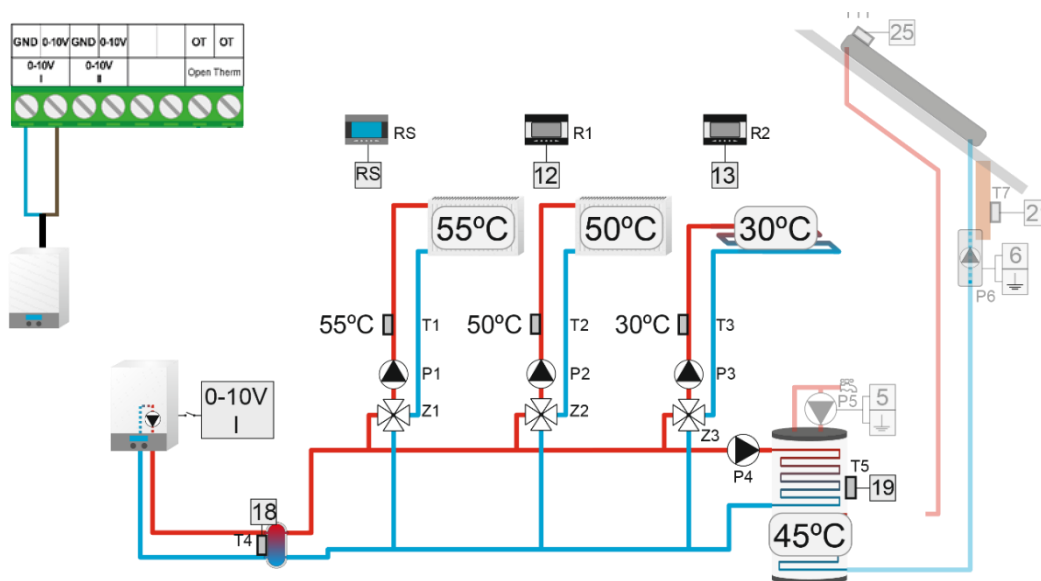 GND 0-10V GND 0-10V OT OT
0-10V I 0-10V II Open Therm
25
RS R1 R2
RS 12 13
T7 2
55ºC 50ºC 30ºC
6
P6
55ºC T1 50ºC T2 30ºC T3
P1 P2 P3
P5 5
0-10V I
Z1 Z2 Z3
P4 T5 19
18
T4
45ºC